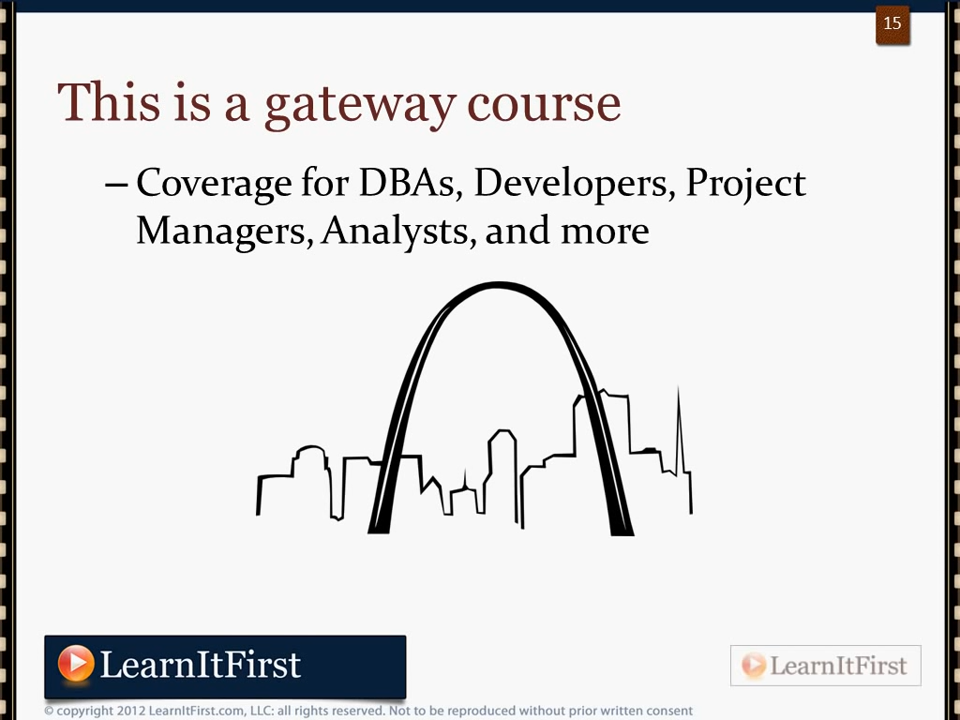 15
This is a gateway course
– Coverage for DBAs, Developers, Project
Managers, Analysts, and more
LearnItFirst
LearnItFirst
© copyright 2012 LearnItFirst.com, LLC: all rights reserved. Not to be reproduced without prior written consent